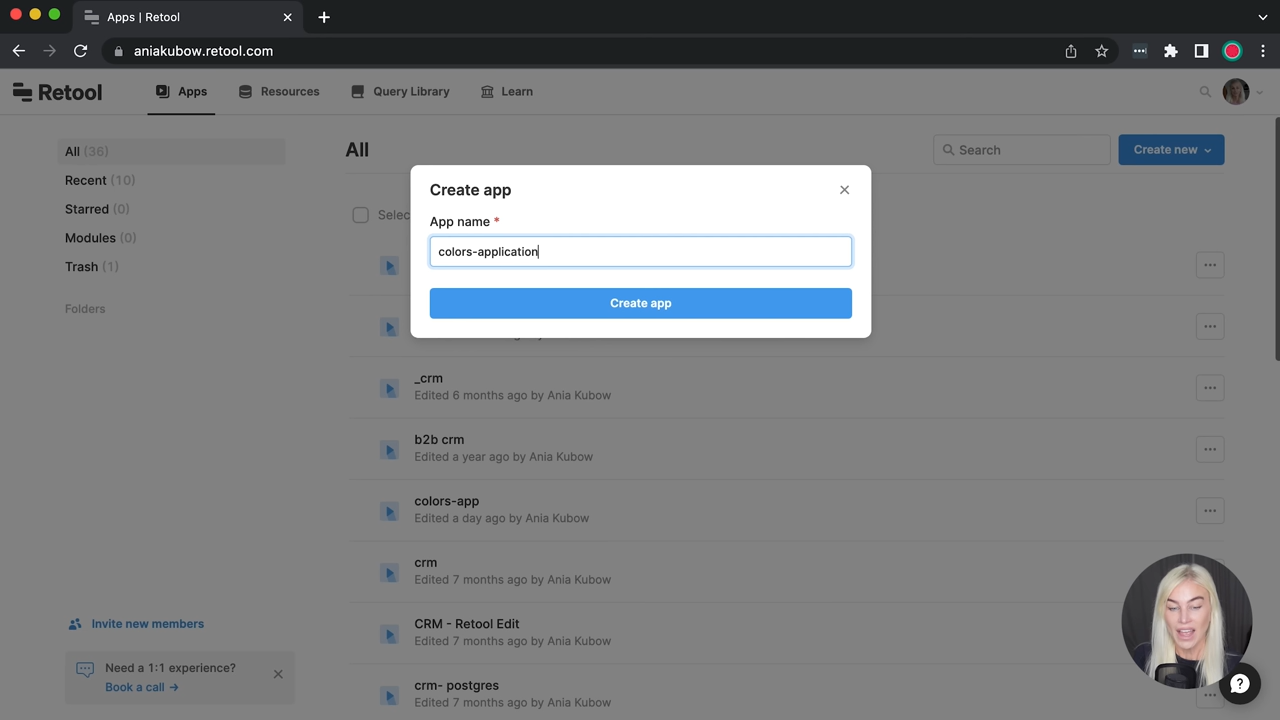 Apps | Retool
aniakubow.retool.com
Retool
Apps
Resources
Query Library
Learn
All (36)
Recent (10)
Starred (0)
Modules (0)
Trash (1)
Folders
All
Search
Create new
Create app
App name *
colors-application
Create app
_crm
Edited 6 months ago by Ania Kubow
b2b crm
Edited a year ago by Ania Kubow
colors-app
Edited a day ago by Ania Kubow
crm
Edited 7 months ago by Ania Kubow
CRM - Retool Edit
Edited 7 months ago by Ania Kubow
crm- postgres
Edited 7 months ago by Ania Kubow
Invite new members
Need a 1:1 experience?
Book a call →